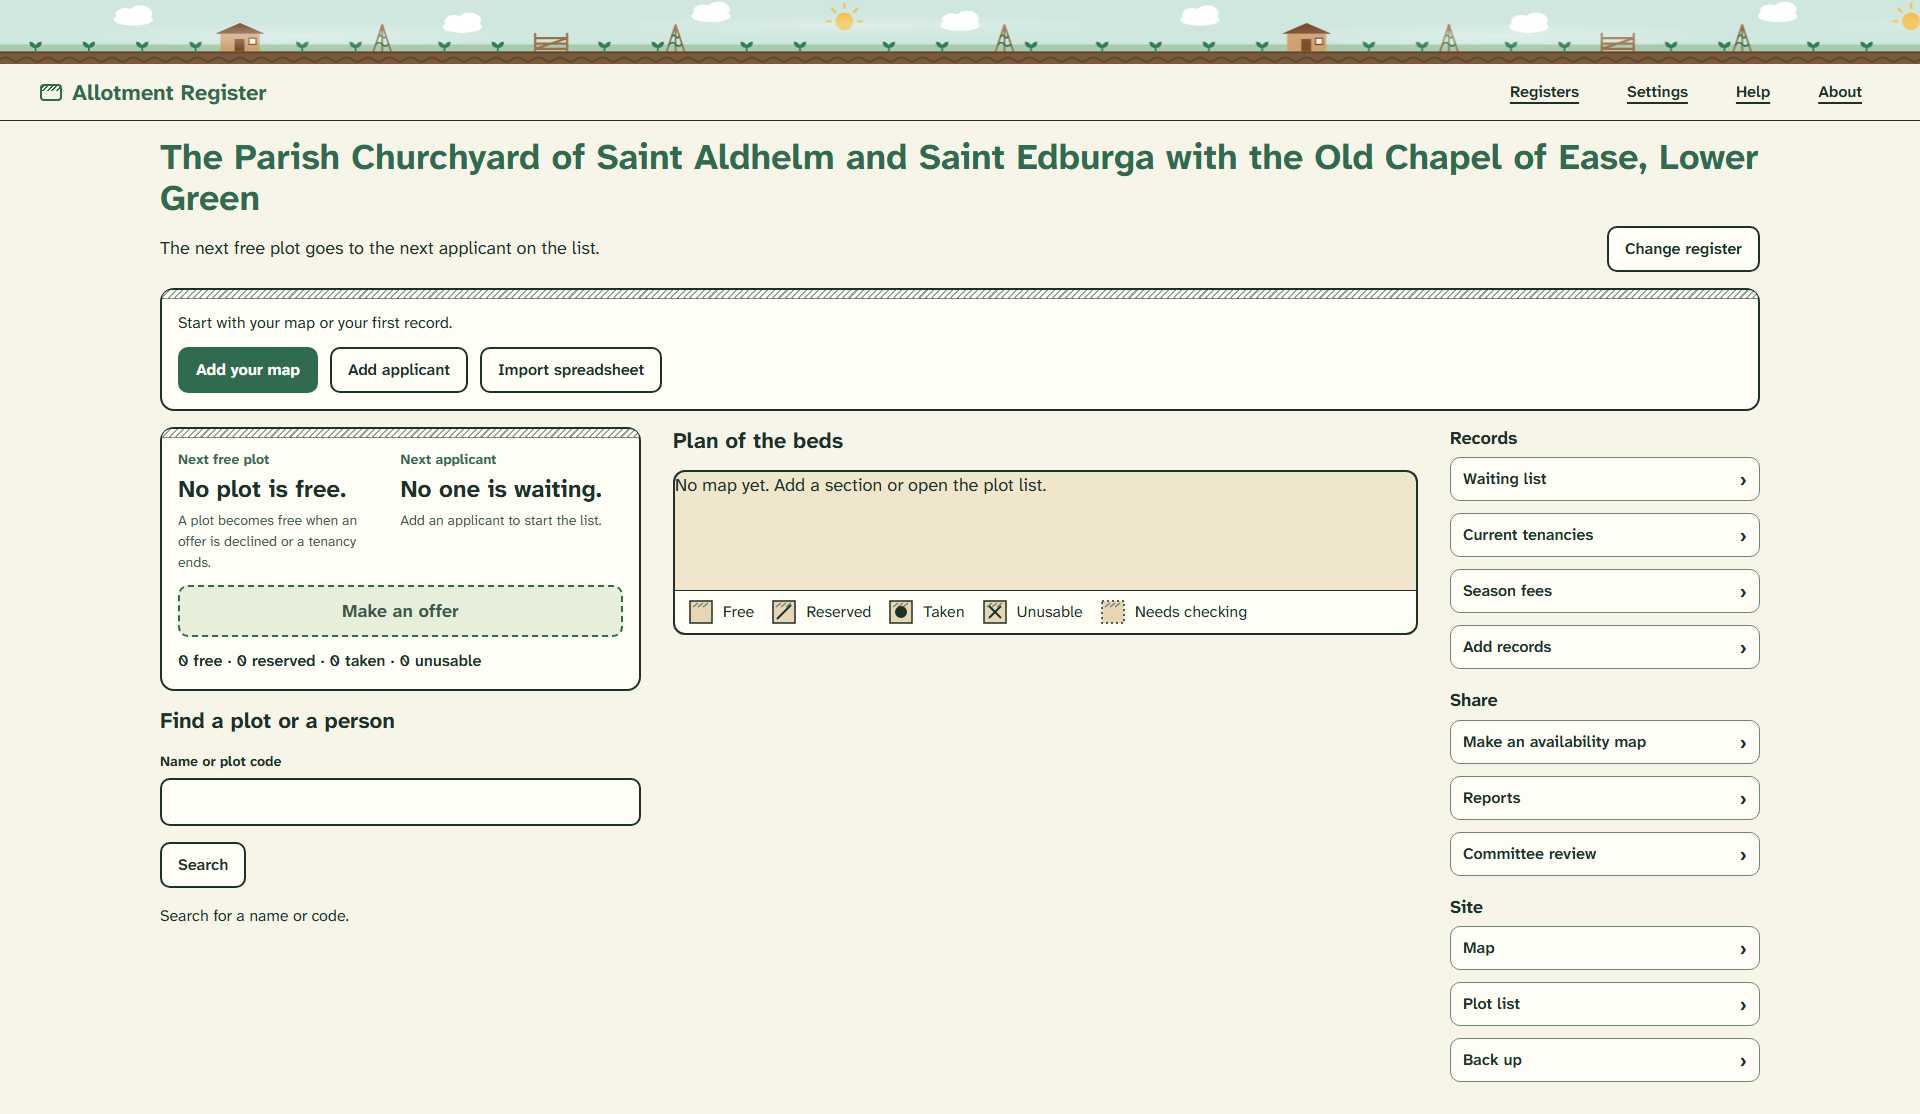 Allotment Register
Registers
Settings
Help
About
The Parish Churchyard of Saint Aldhelm and Saint Edburga with the Old Chapel of Ease, Lower
Green
The next free plot goes to the next applicant on the list.
Change register
Start with your map or your first record.
Add your map
Add applicant
Import spreadsheet
Next free plot
No plot is free.
A plot becomes free when an
offer is declined or a tenancy
ends.
Next applicant
No one is waiting.
Add an applicant to start the list.
Make an offer
0 free · 0 reserved · 0 taken · 0 unusable
Find a plot or a person
Name or plot code
Search
Search for a name or code.
Plan of the beds
No map yet. Add a section or open the plot list.
Free
Reserved
Taken
Unusable
Needs checking
Records
Waiting list
Current tenancies
Season fees
Add records
Share
Make an availability map
Reports
Committee review
Site
Map
Plot list
Back up